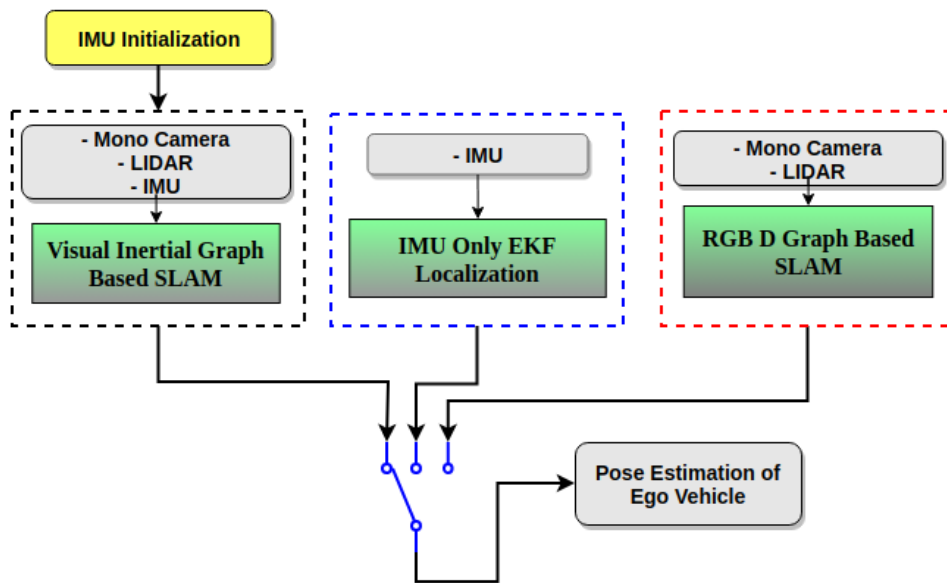 IMU Initialization
- Mono Camera
- LIDAR
- IMU
Visual Inertial Graph
Based SLAM
- IMU
IMU Only EKF
Localization
- Mono Camera
- LIDAR
RGB D Graph Based
SLAM
Pose Estimation of
Ego Vehicle